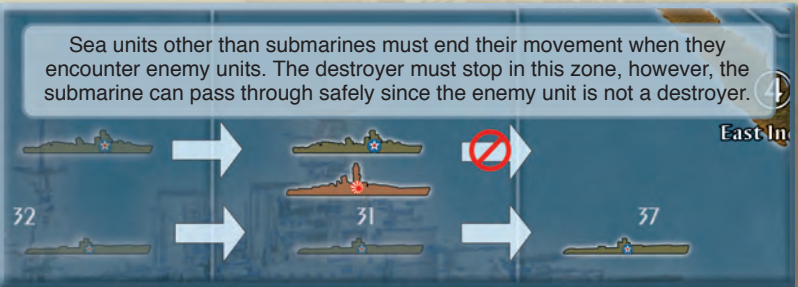 Sea units other than submarines must end their movement when they
encounter enemy units. The destroyer must stop in this zone, however, the
submarine can pass through safely since the enemy unit is not a destroyer.
4
East In
32
31
37